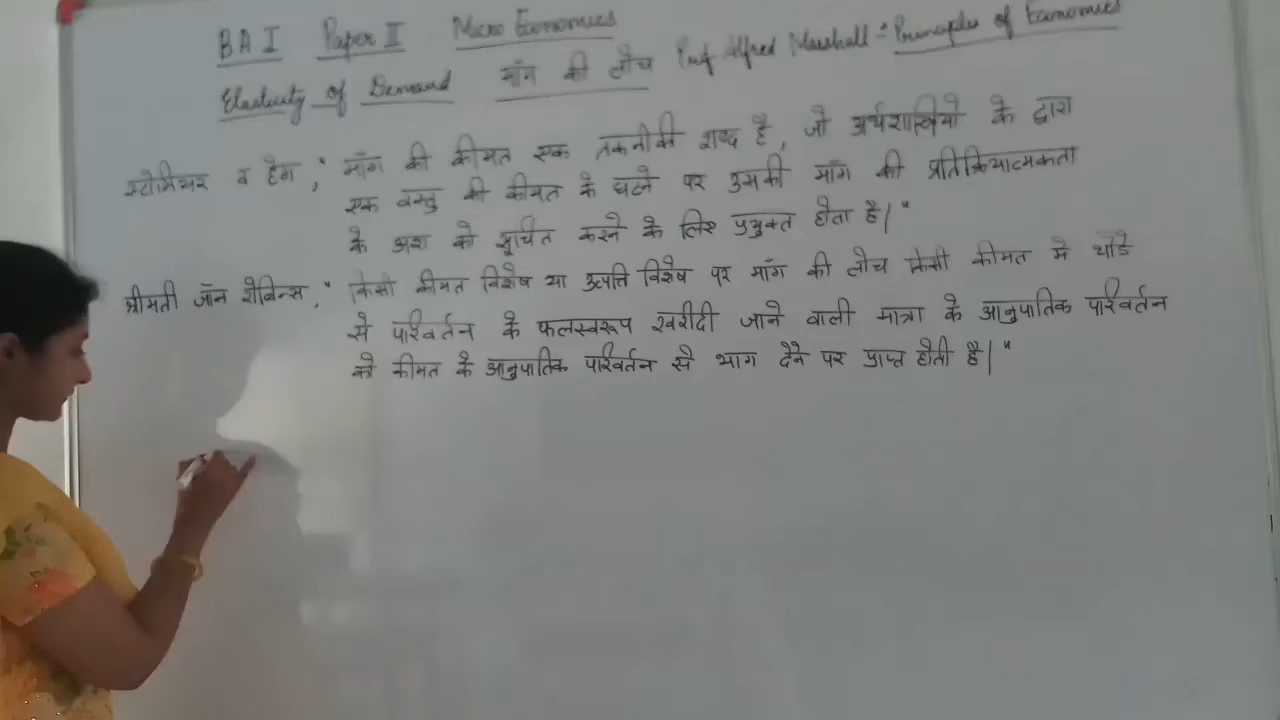 BA I Paper II Micro Economics
Elasticity of Demand माँग की लोच Prof Alfred Marshall :- Principles of Economics
स्टोनियर व हेग, " माँग की कीमत एक तकनीकी शब्द है, जो अर्थशास्त्रियो के द्वारा
एक वस्तु की कीमत के घटने पर उसकी माँग की प्रतिक्रियात्मकता
के अंश को सूचित करने के लिए प्रयुक्त होता है।"
श्रीमती जॉन रोबिन्स, " किसी कीमत विशेष या उत्पत्ति विशेष पर माँग की लोच किसी कीमत मे थोडे
से परिवर्तन के फलस्वरूप खरीदी जाने वाली मात्रा के आनुपातिक परिवर्तन
को कीमत के आनुपातिक परिवर्तन से भाग देने पर प्राप्त होती है।"